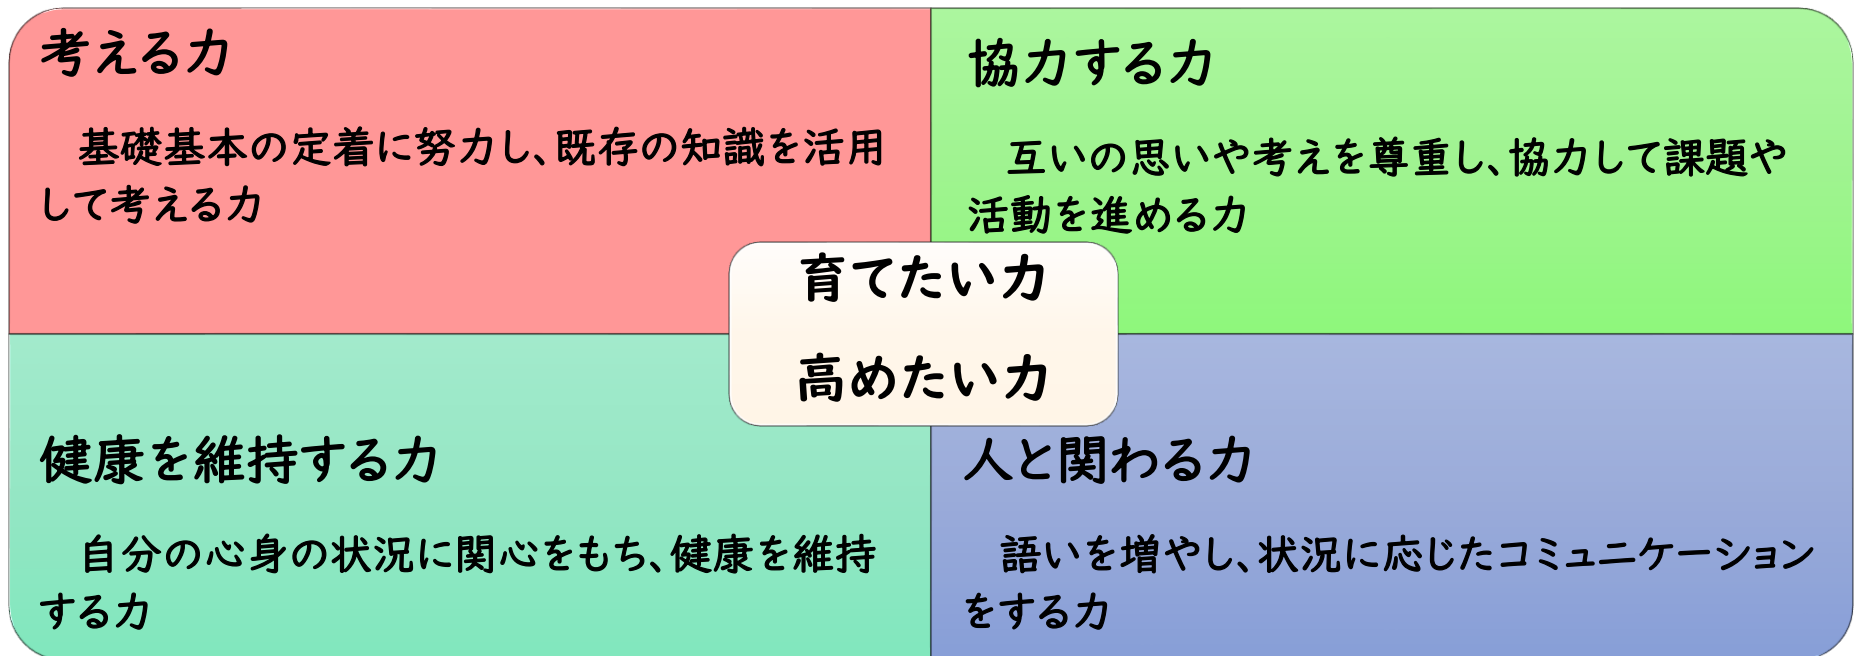 考える力
基礎基本の定着に努力し、既存の知識を活用
して考える力
協力する力
互いの思いや考えを尊重し、協力して課題や
活動を進める力
育てたい力
高めたい力
健康を維持する力
自分の心身の状況に関心をもち、健康を維持
する力
人と関わる力
語いを増やし、状況に応じたコミュニケーション
をする力